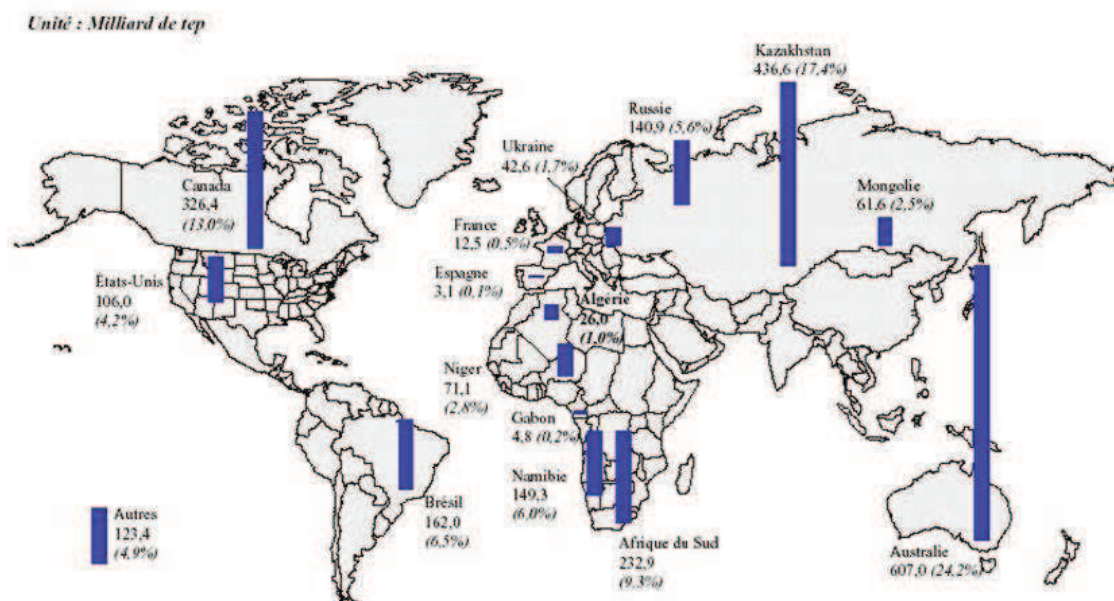 Unité : Milliard de tep
Kazakhstan
436,6 (17,4%)
Russie
140,9 (5,6%)
Ukraine
42,6 (1,7%)
Mongolie
61,6 (2,5%)
Canada
326,4
(13,0%)
France
12,5 (0,5%)
Espagne
3,1 (0,1%)
États-Unis
106,0
(4,2%)
Algérie
26,0
(1,0%)
Niger
71,1
(2,8%)
Gabon
4,8 (0,2%)
Namibie
149,3
(6,0%)
Brésil
162,0
(6,5%)
Autres
123,4
(4,9%)
Afrique du Sud
232,9
(9,3%)
Australie
607,0 (24,2%)